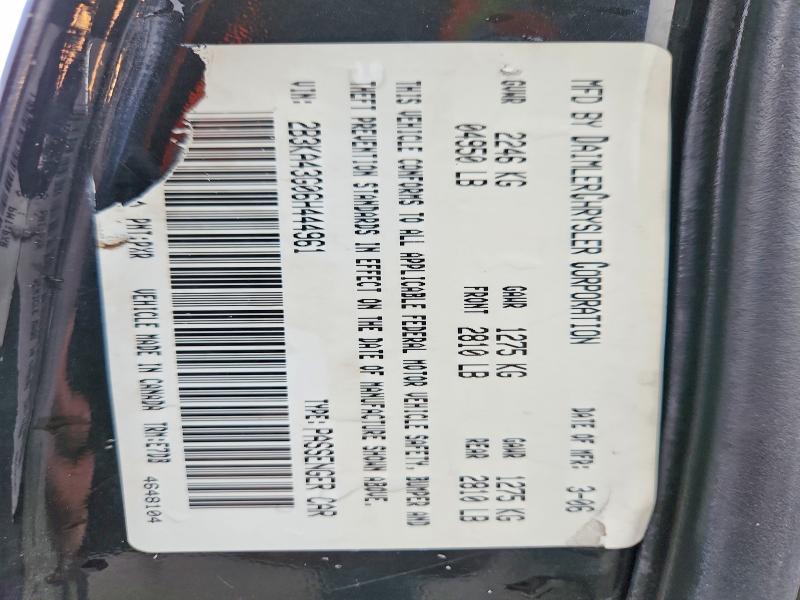 MFD BY DAIMLERCHRYSLER CORPORATION DATE OF MFR: 3-06
GVWR 2246 KG GAWR 1275 KG GAWR 1275 KG
04950 LB FRONT 2810 LB REAR 2810 LB
THIS VEHICLE CONFORMS TO ALL APPLICABLE FEDERAL MOTOR VEHICLE SAFETY, BUMPER AND
THEFT PREVENTION STANDARDS IN EFFECT ON THE DATE OF MANUFACTURE SHOWN ABOVE.
VIN: 2B3KA43G06H444961 TYPE: PASSENGER CAR
PNT: PXR VEHICLE MADE IN CANADA TRM: E7DB 4648104